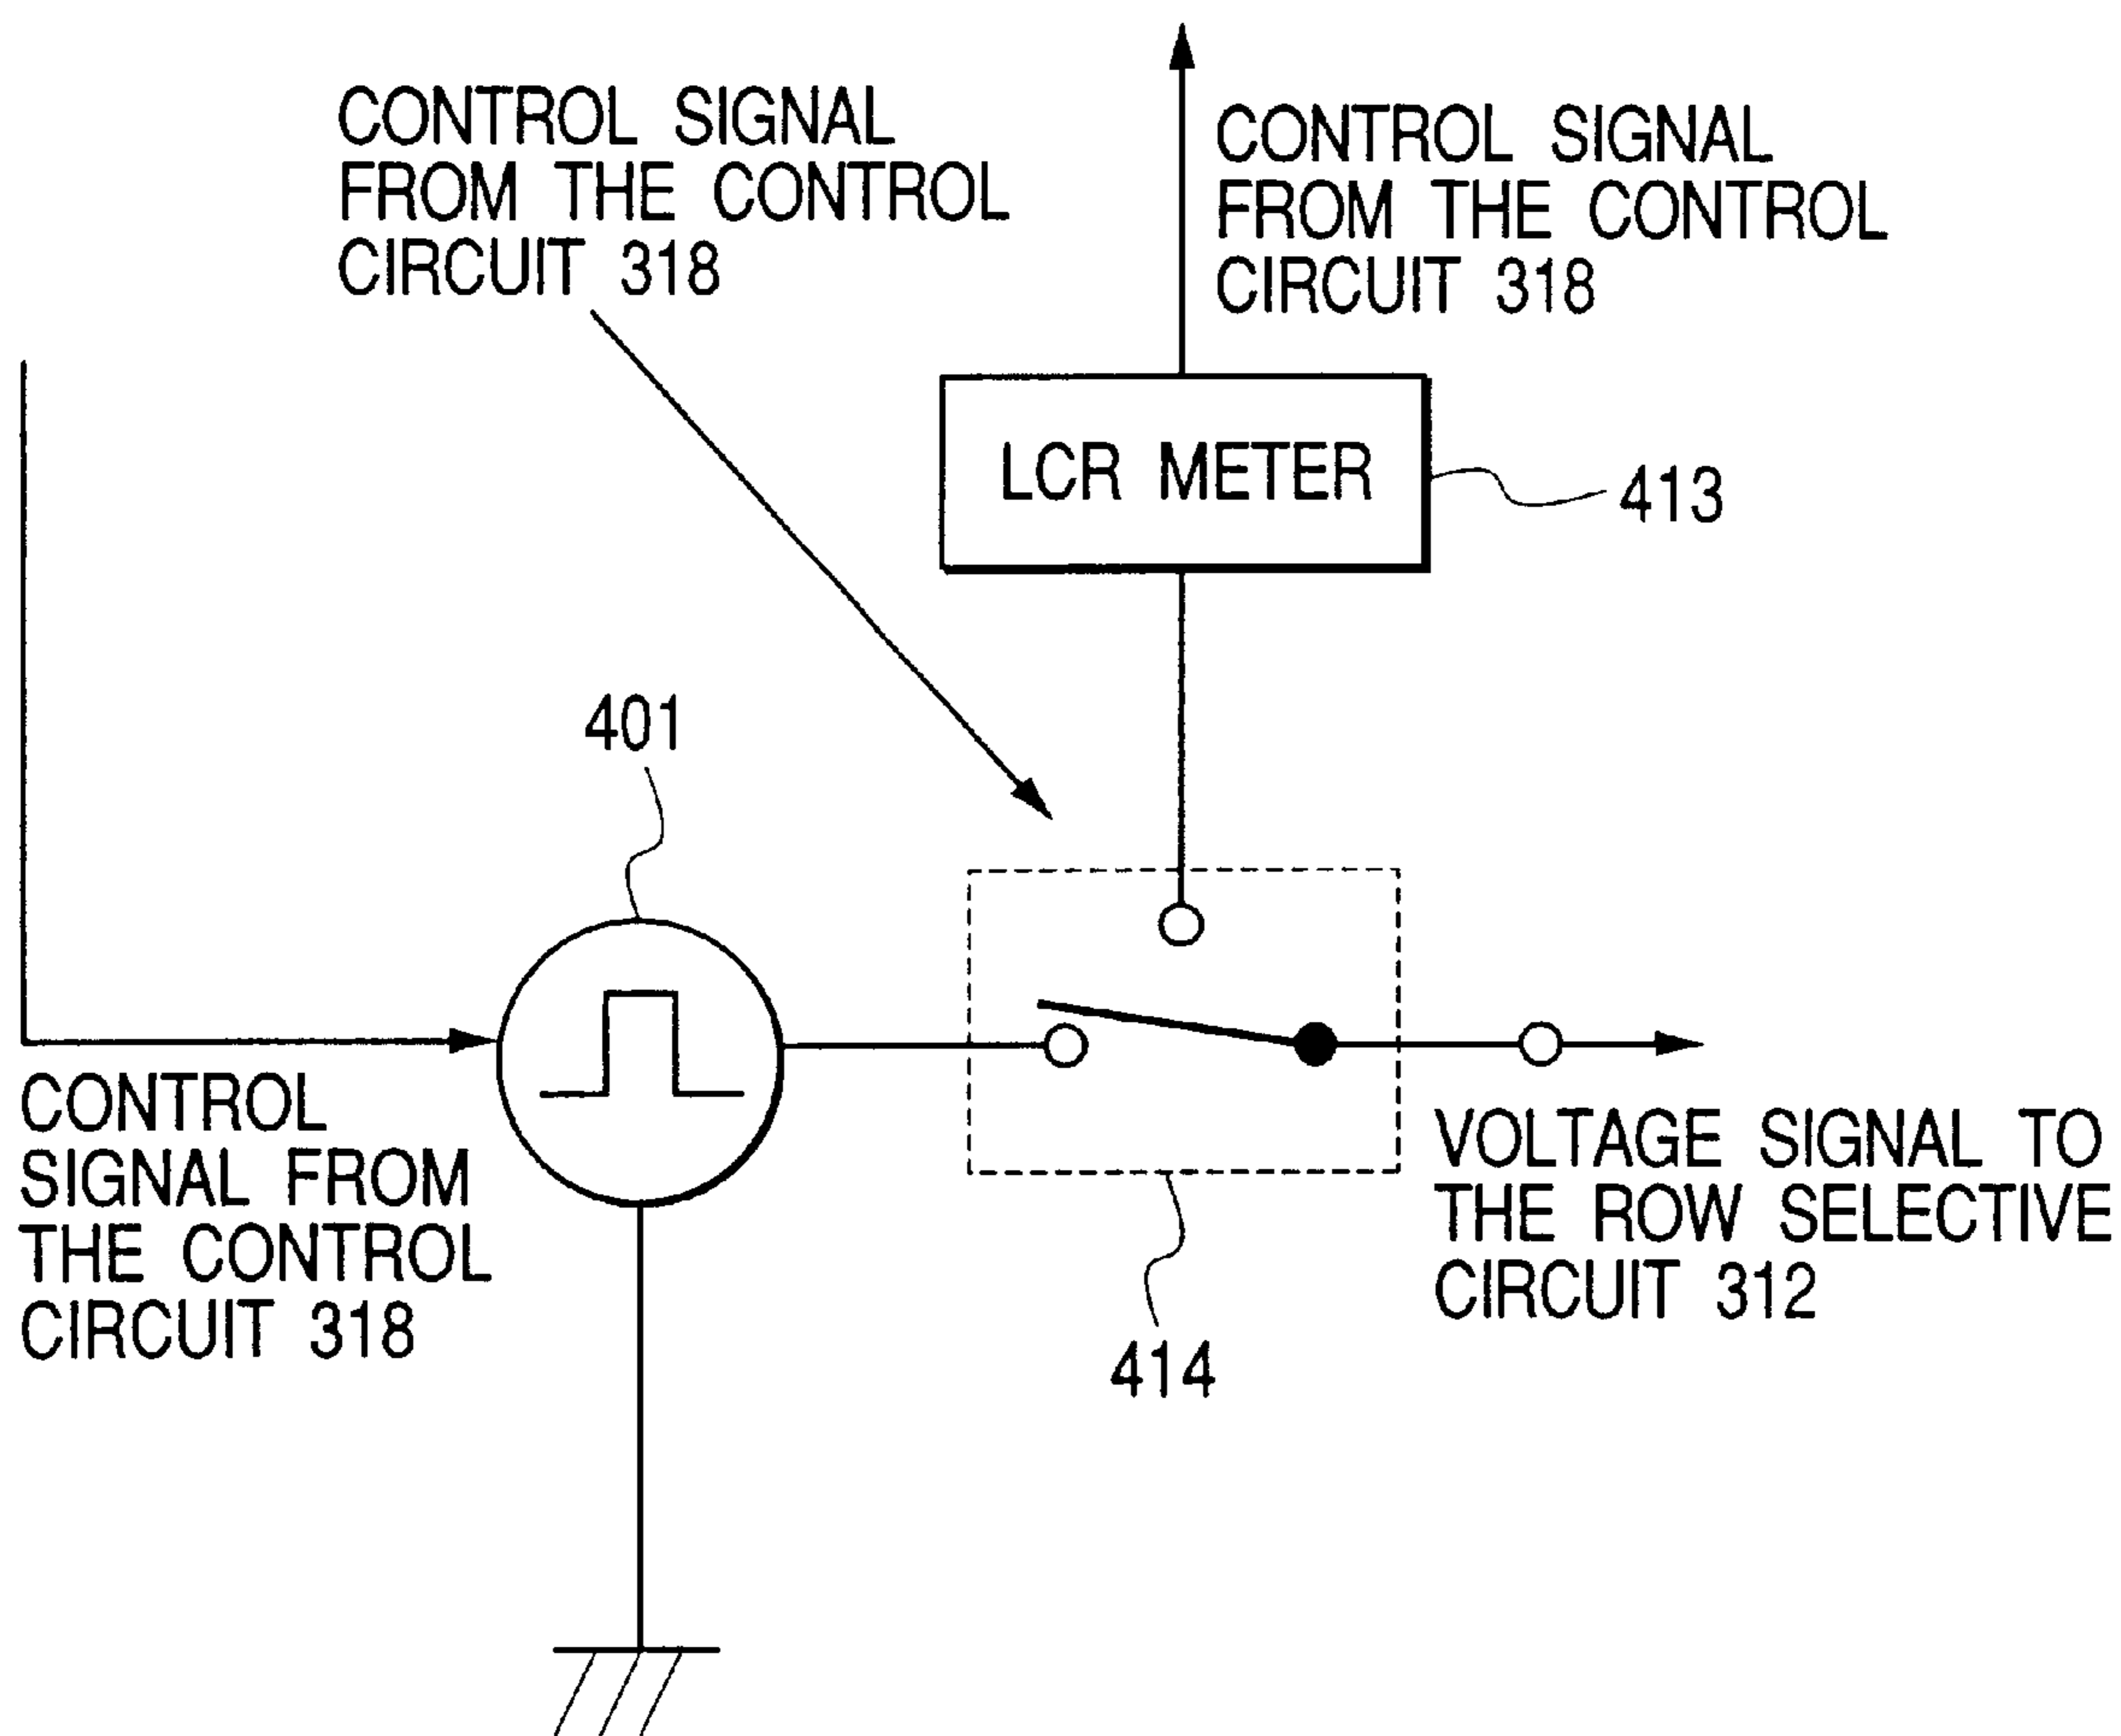 CONTROL SIGNAL
FROM THE CONTROL
CIRCUIT 318
CONTROL SIGNAL
FROM THE CONTROL
CIRCUIT 318
LCR METER
413
401
CONTROL
SIGNAL FROM
THE CONTROL
CIRCUIT 318
VOLTAGE SIGNAL TO
THE ROW SELECTIVE
CIRCUIT 312
414